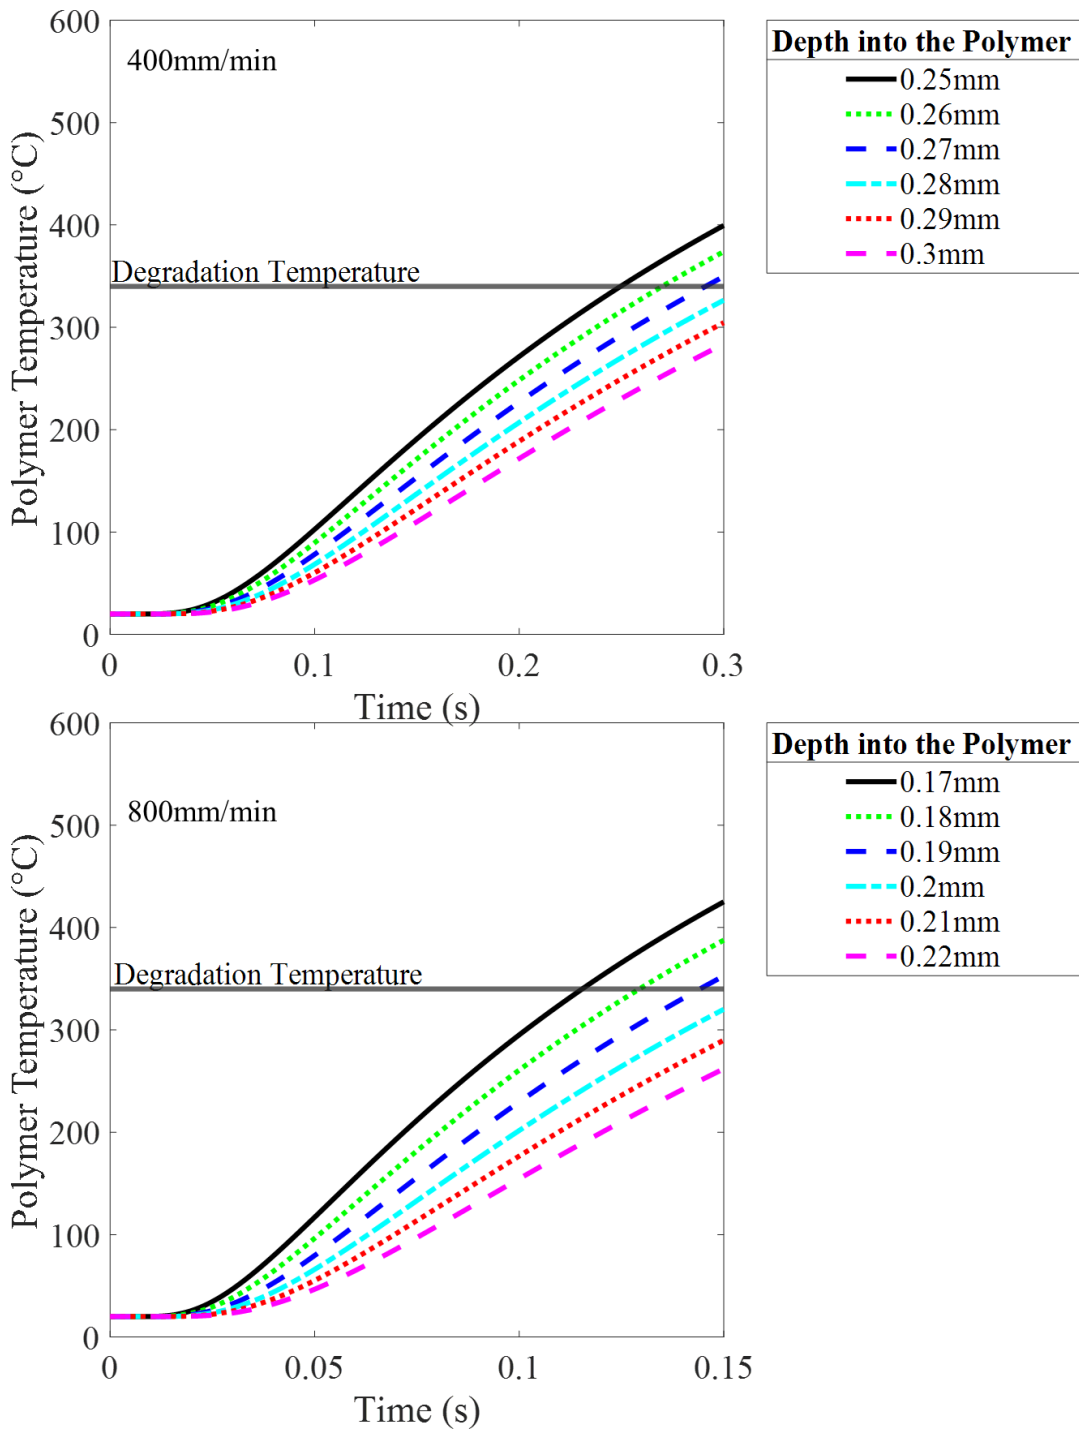 600
500
400
300
200
100
0
Polymer Temperature (°C)
400mm/min
Degradation Temperature
0 0.1 0.2 0.3
Time (s)
Depth into the Polymer
0.25mm
0.26mm
0.27mm
0.28mm
0.29mm
0.3mm
600
500
400
300
200
100
0
Polymer Temperature (°C)
800mm/min
Degradation Temperature
0 0.05 0.1 0.15
Time (s)
Depth into the Polymer
0.17mm
0.18mm
0.19mm
0.2mm
0.21mm
0.22mm